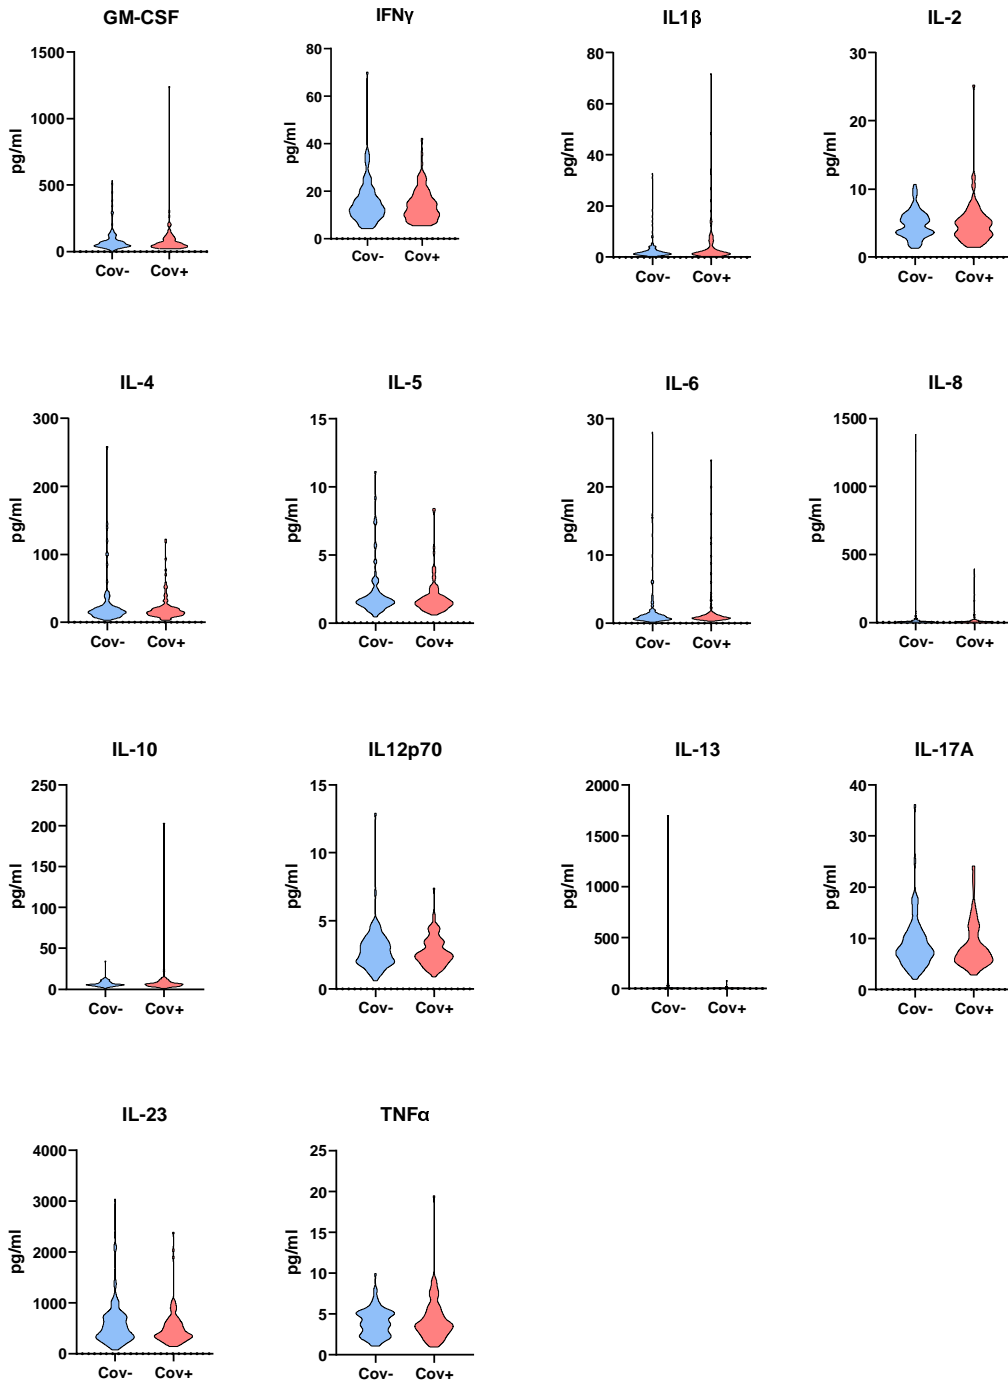 GM-CSF
1500
1000
500
0
pg/ml
Cov- Cov+
IFNγ
80
60
40
20
0
pg/ml
Cov- Cov+
IL1β
80
60
40
20
0
pg/ml
Cov- Cov+
IL-2
30
20
10
0
pg/ml
Cov- Cov+
IL-4
300
200
100
0
pg/ml
Cov- Cov+
IL-5
15
10
5
0
pg/ml
Cov- Cov+
IL-6
30
20
10
0
pg/ml
Cov- Cov+
IL-8
1500
1000
500
0
pg/ml
Cov- Cov+
IL-10
250
200
150
100
50
0
pg/ml
Cov- Cov+
IL12p70
15
10
5
0
pg/ml
Cov- Cov+
IL-13
2000
1500
1000
500
0
pg/ml
Cov- Cov+
IL-17A
40
30
20
10
0
pg/ml
Cov- Cov+
IL-23
4000
3000
2000
1000
0
pg/ml
Cov- Cov+
TNFα
25
20
15
10
5
0
pg/ml
Cov- Cov+